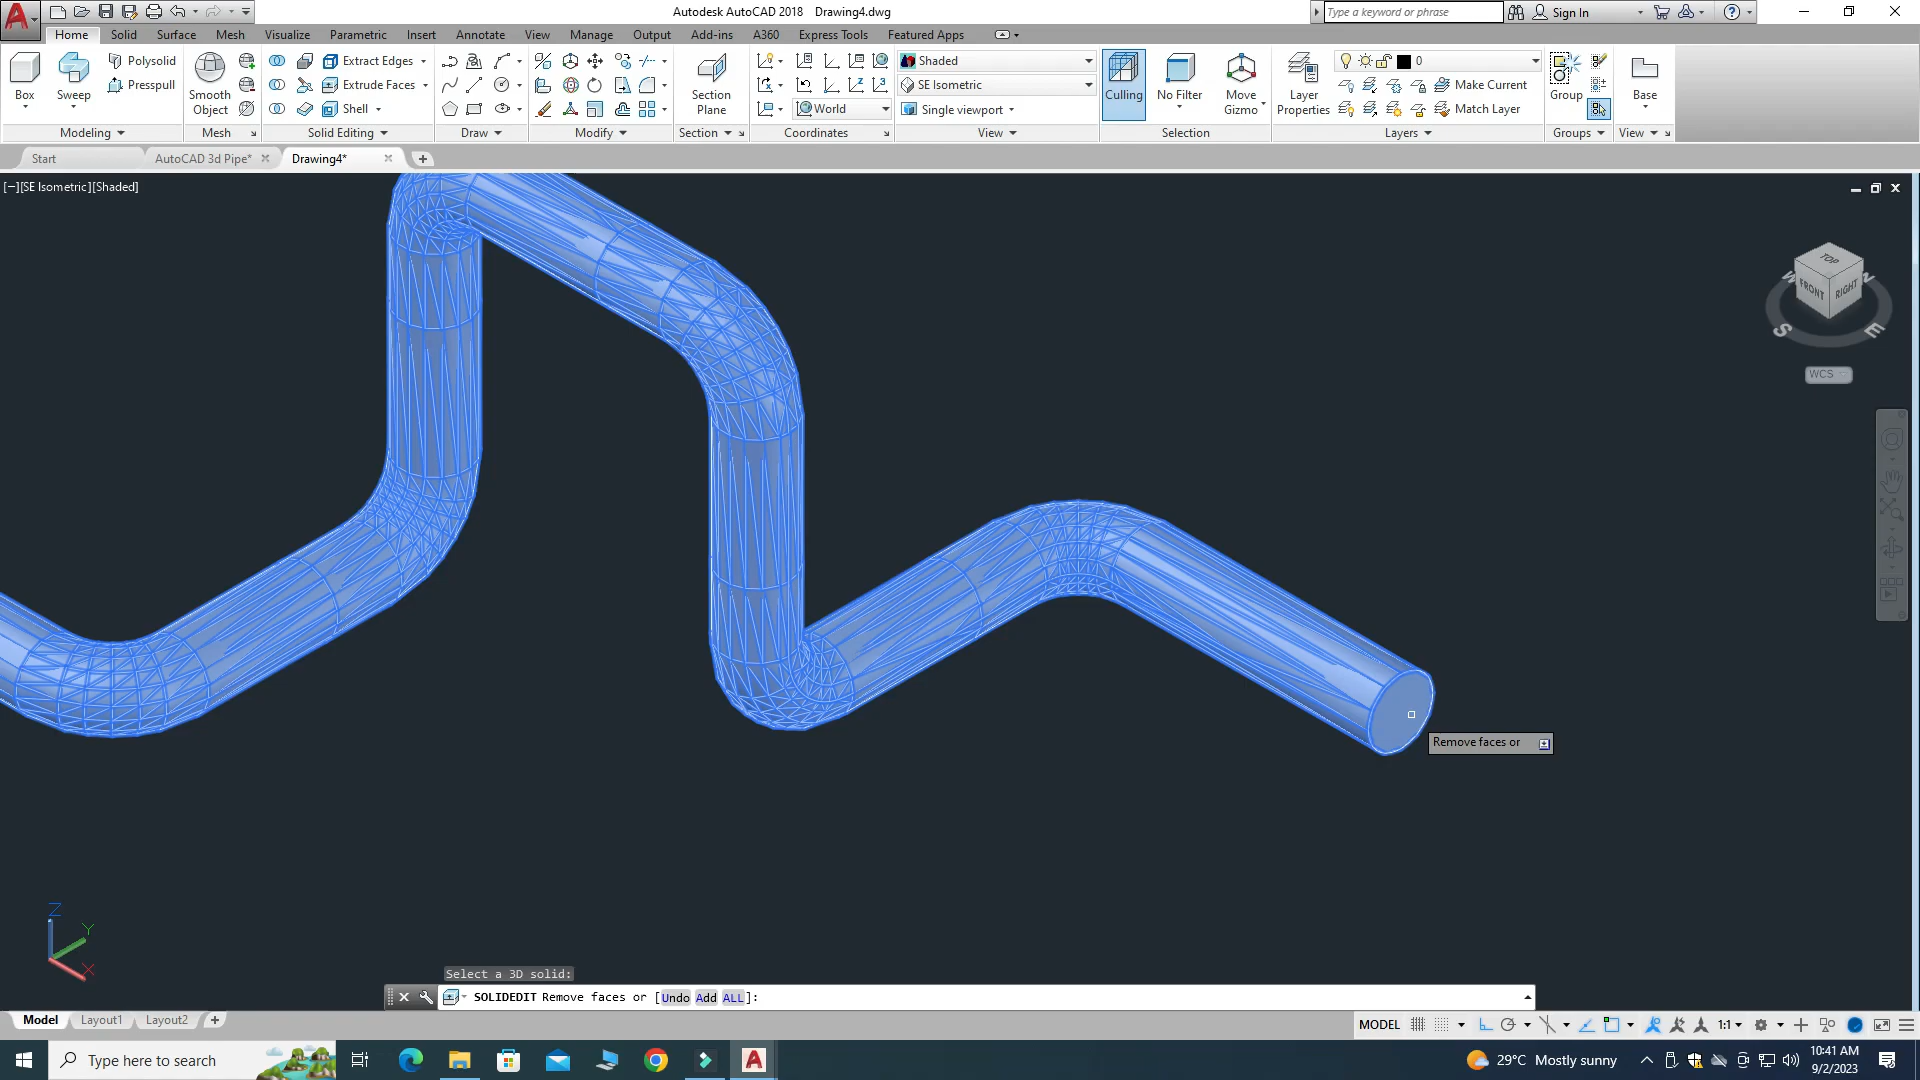 Autodesk AutoCAD 2018 Drawing4.dwg
Type a keyword or phrase
Sign In
Home Solid Surface Mesh Visualize Parametric Insert Annotate View Manage Output Add-ins A360 Express Tools Featured Apps
Box
Sweep
Polysolid
Presspull
Smooth
Object
Extract Edges
Extrude Faces
Shell
Section
Plane
World
Shaded
SE Isometric
Single viewport
Culling
No Filter
Move
Gizmo
Layer
Properties
0
Make Current
Match Layer
Group
Base
Modeling Mesh Solid Editing Draw Modify Section Coordinates View Selection Layers Groups View
Start AutoCAD 3d Pipe* Drawing4*
[−][SE Isometric][Shaded]
TOP
FRONT
RIGHT
W
N
S
E
WCS
Remove faces or
Z
Y
X
Select a 3D solid:
SOLIDEDIT Remove faces or [Undo Add ALL]:
Model Layout1 Layout2
MODEL
1:1
Type here to search
29°C Mostly sunny
10:41 AM
9/2/2023